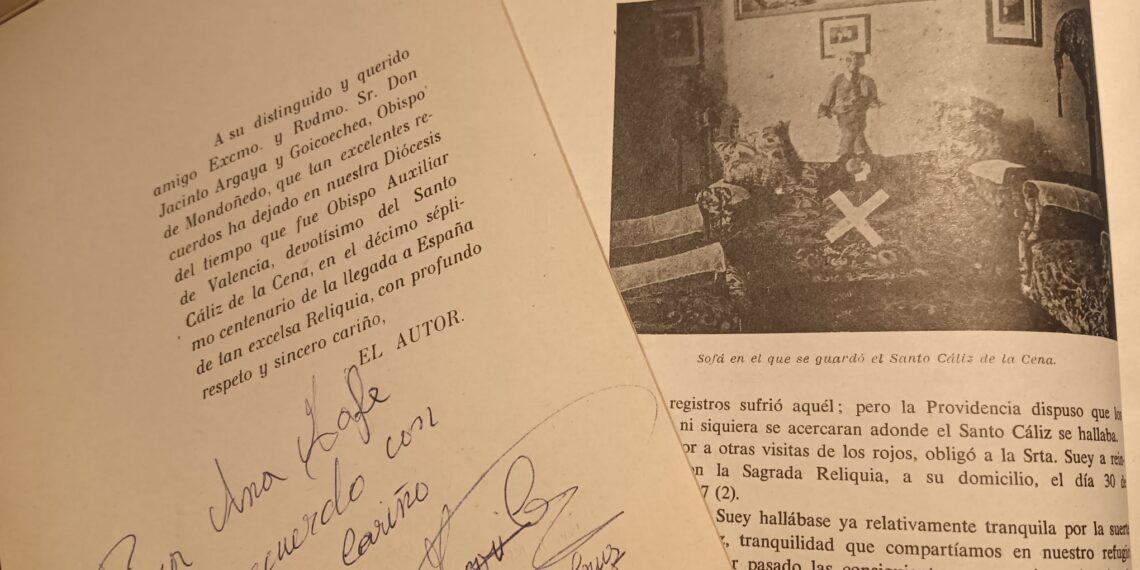 A su distinguido y querido
amigo Excmo. y Rvdmo. Sr. Don
Jacinto Argaya y Goicoechea, Obispo
de Mondoñedo, que tan excelentes re-
cuerdos ha dejado en nuestra Diócesis
del tiempo que fue Obispo Auxiliar
de Valencia, devotísimo del Santo
Cáliz de la Cena, en el décimo sépti-
mo centenario de la llegada a España
de tan excelsa Reliquia, con profundo
respeto y sincero cariño,
EL AUTOR.
Ana
con
cariño
Sofá en el que se guardó el Santo Cáliz de la Cena.
registros sufrió aquél; pero la Providencia dispuso que
ni siquiera se acercaran adonde el Santo Cáliz se hallaba.
a otras visitas de los rojos, obligó a la Srta. Suey a
la Sagrada Reliquia, a su domicilio, el día 30
7 (2).
Suey hallábase ya relativamente tranquila por la
tranquilidad que compartíamos en nuestro
pasado las